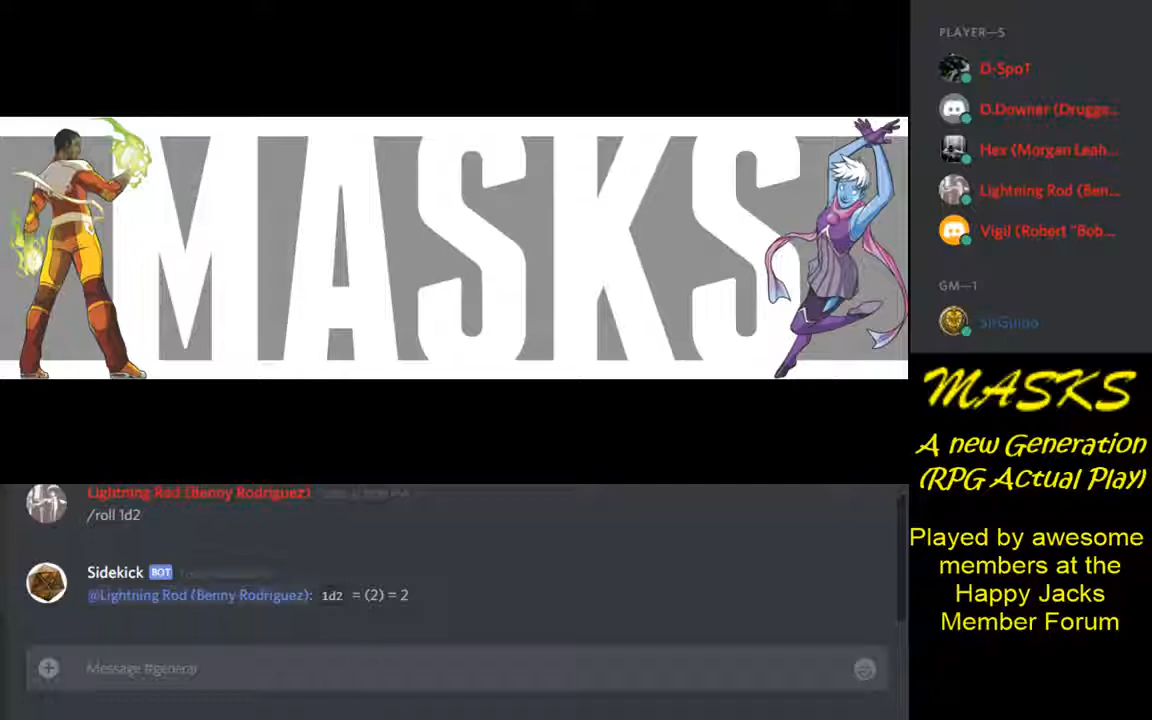 MASKS
Lightning Rod (Benny Rodriguez)
/roll 1d2
Sidekick BOT
@Lightning Rod (Benny Rodriguez): 1d2 = (2) = 2
Message #general
PLAYER—5
D-SpoT
D.Downer (Drugge...
Hex (Morgan Leah...
Lightning Rod (Ben...
Vigil (Robert "Bob...
GM—1
SirGuido
MASKS
A new Generation
(RPG Actual Play)
Played by awesome
members at the
Happy Jacks
Member Forum